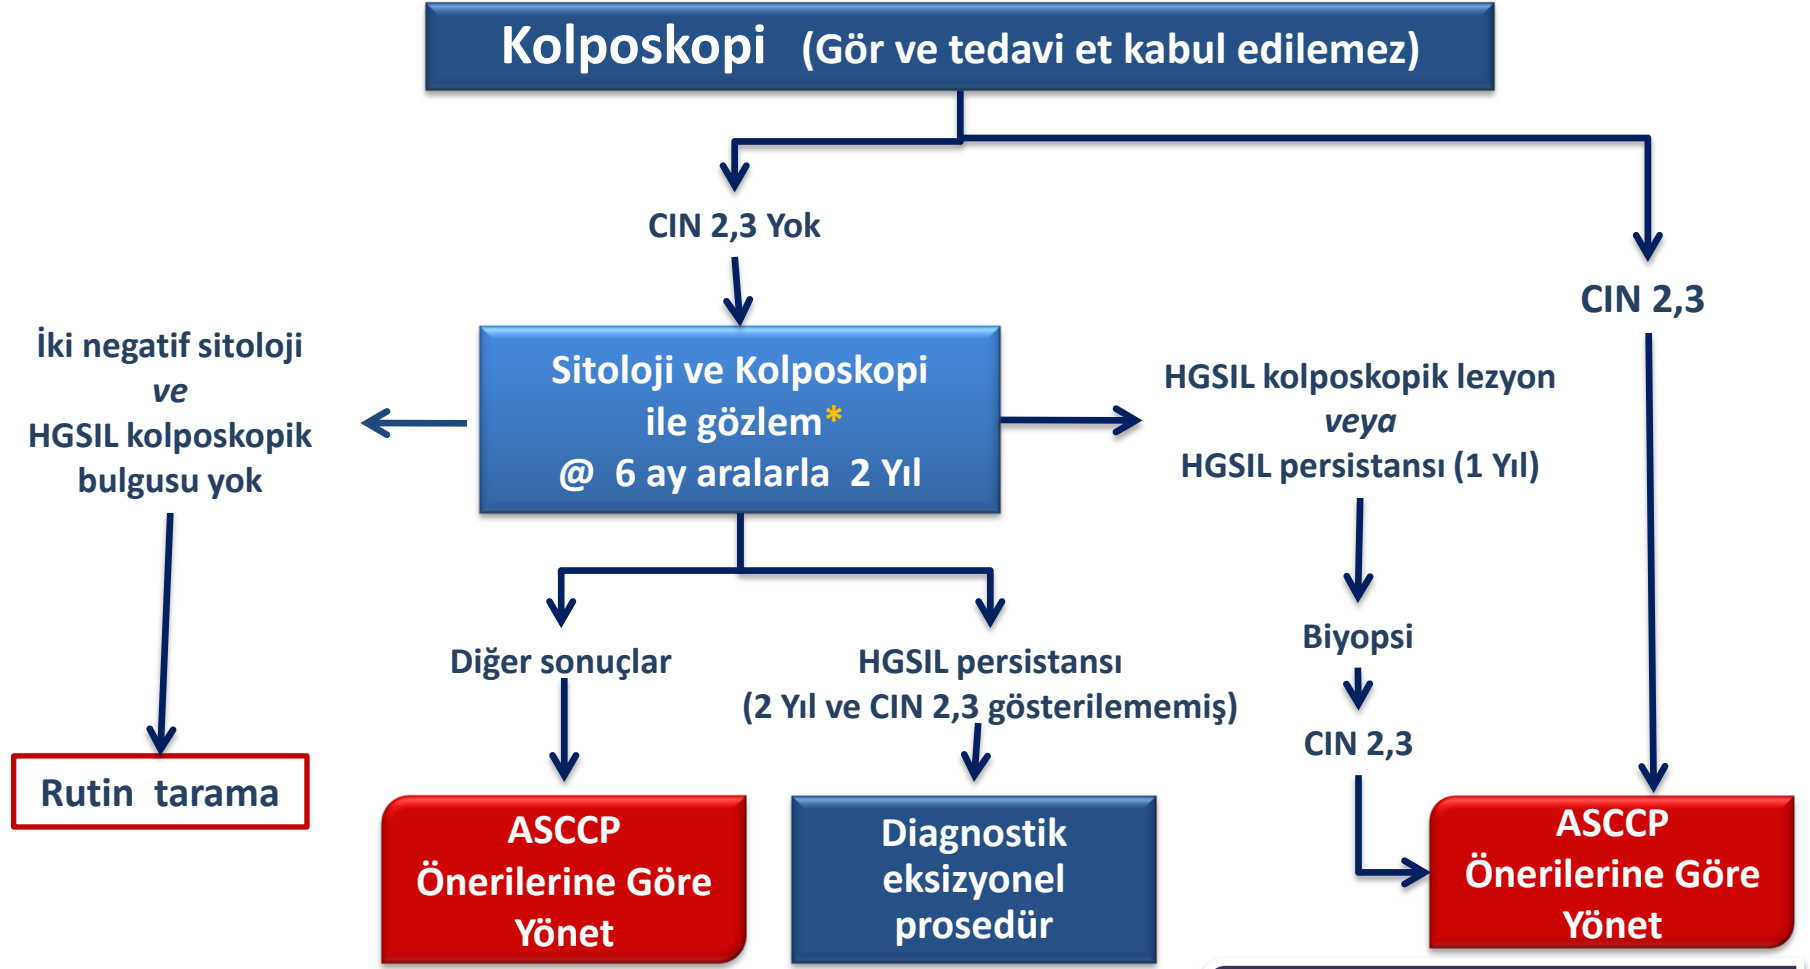 Kolposkopi (Gör ve tedavi et kabul edilemez)
CIN 2,3 Yok
CIN 2,3
İki negatif sitoloji
ve
HGSIL kolposkopik
bulgusu yok
Sitoloji ve Kolposkopi
ile gözlem*
@ 6 ay aralarla 2 Yıl
HGSIL kolposkopik lezyon
veya
HGSIL persistansı (1 Yıl)
Diğer sonuçlar
HGSIL persistansı
(2 Yıl ve CIN 2,3 gösterilememiş)
Biyopsi
CIN 2,3
Rutin tarama
ASCCP
Önerilerine Göre
Yönet
Diagnostik
eksizyonel
prosedür
ASCCP
Önerilerine Göre
Yönet